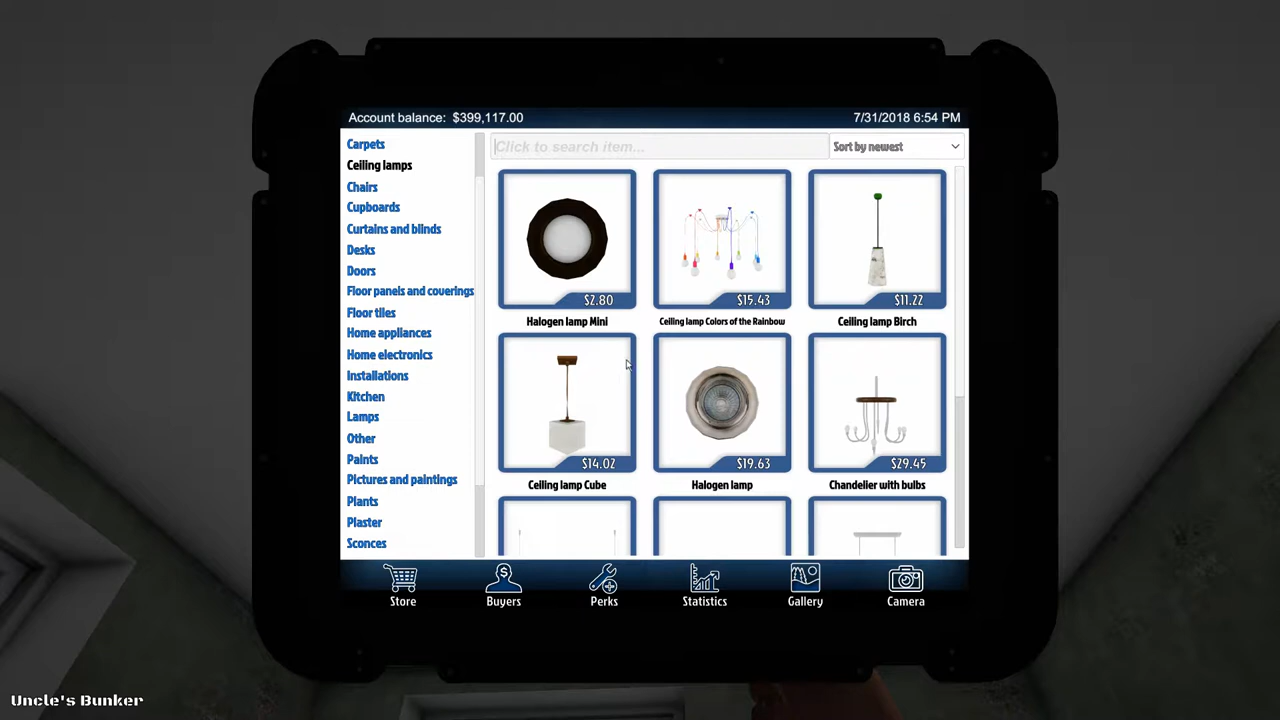 Account balance: $399,117.00
7/31/2018 6:54 PM
Carpets
Ceiling lamps
Chairs
Cupboards
Curtains and blinds
Desks
Doors
Floor panels and coverings
Floor tiles
Home appliances
Home electronics
Installations
Kitchen
Lamps
Other
Paints
Pictures and paintings
Plants
Plaster
Sconces
Click to search item...
Sort by newest
$2.80
$15.43
$11.22
Halogen lamp Mini
Ceiling lamp Colors of the Rainbow
Ceiling lamp Birch
$14.02
$19.63
$29.45
Ceiling lamp Cube
Halogen lamp
Chandelier with bulbs
Store
Buyers
Perks
Statistics
Gallery
Camera
Uncle's Bunker